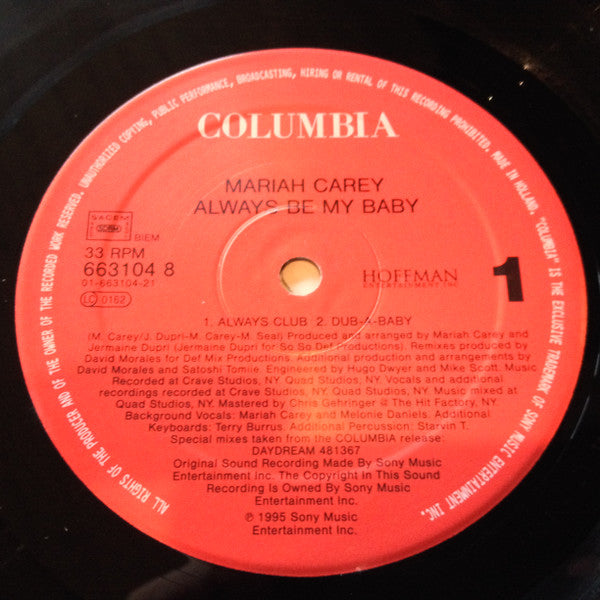 UNAUTHORIZED COPYING, PUBLIC PERFORMANCE, BROADCASTING, HIRING OR RENTAL OF THIS RECORDING PROHIBITED. MADE IN HOLLAND. "COLUMBIA" IS THE EXCLUSIVE TRADEMARK OF SONY MUSIC ENTERTAINMENT INC.
ALL RIGHTS OF THE PRODUCER AND OF THE OWNER OF THE RECORDED WORK RESERVED.
COLUMBIA
MARIAH CAREY
ALWAYS BE MY BABY
SACEM
SDRM
BIEM
33 RPM
663104 8
01-663104-21
LC 0162
HOFFMAN
ENTERTAINMENT INC
1
1. ALWAYS CLUB 2. DUB-A-BABY
(M. Carey/J. Dupri-M. Carey-M. Seal) Produced and arranged by Mariah Carey and
Jermaine Dupri (Jermaine Dupri for So So Def Productions). Remixes produced by
David Morales for Def Mix Productions. Additional production and arrangements by
David Morales and Satoshi Tomiie. Engineered by Hugo Dwyer and Mike Scott. Music
Recorded at Crave Studios, NY, Quad Studios, NY. Vocals and additional
recordings recorded at Crave Studios, NY, Quad Studios, NY. Music mixed at
Quad Studios, NY. Mastered by Chris Gehringer @ The Hit Factory, NY.
Background Vocals: Mariah Carey and Melonie Daniels. Additional
Keyboards: Terry Burrus. Additional Percussion: Starvin T.
Special mixes taken from the COLUMBIA release:
DAYDREAM 481367
Original Sound Recording Made By Sony Music
Entertainment Inc. The Copyright in This Sound
Recording is Owned By Sony Music
Entertainment Inc.
℗ 1995 Sony Music
Entertainment Inc.